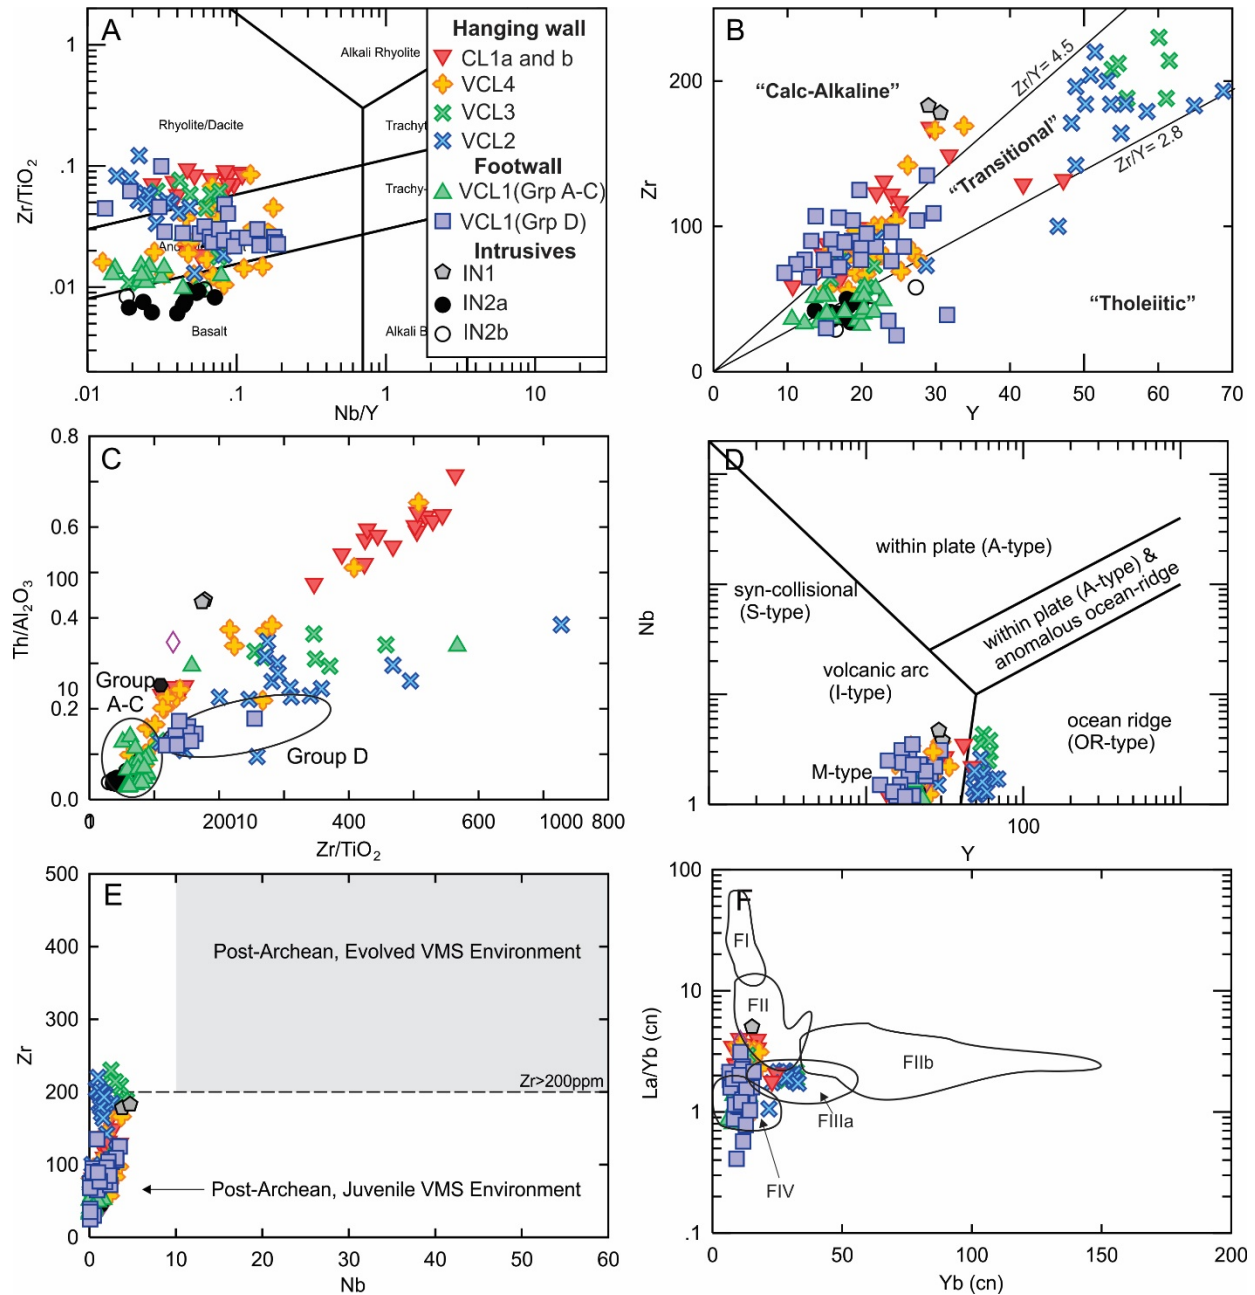 A
Zr/TiO2
1
.1
.01
.01
.1
1
10
Nb/Y
Alkali Rhyolite
Rhyolite/Dacite
Basalt
Hanging wall
CL1a and b
VCL4
VCL3
VCL2
Footwall
VCL1(Grp A-C)
VCL1(Grp D)
Intrusives
IN1
IN2a
IN2b
B
Zr
200
100
0
0
10
20
30
40
50
60
70
Y
"Calc-Alkaline"
Zr/Y= 4.5
"Transitional"
Zr/Y= 2.8
"Tholeiitic"
C
Th/Al2O3
0.8
0.6
100
0.4
10
0.2
0.0
Group
A-C
Group D
400
600
1000
800
Zr/TiO2
D
Nb
within plate (A-type)
syn-collisional
(S-type)
within plate (A-type) &
anomalous ocean-ridge
volcanic arc
(I-type)
ocean ridge
(OR-type)
M-type
1
100
Y
E
Zr
500
400
300
200
100
0
0
10
20
30
40
50
60
Nb
Post-Archean, Evolved VMS Environment
Zr>200ppm
Post-Archean, Juvenile VMS Environment
F
La/Yb (cn)
100
10
1
.1
0
50
100
150
200
Yb (cn)
FI
FII
FIIb
FIIIa
FIV